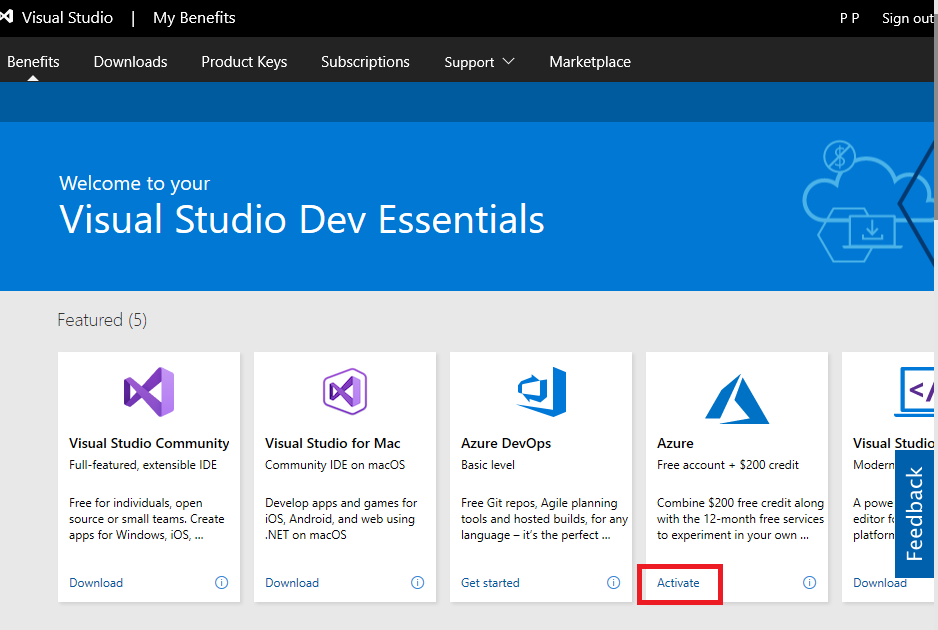 Visual Studio | My Benefits P P Sign out
Benefits Downloads Product Keys Subscriptions Support Marketplace
Welcome to your
Visual Studio Dev Essentials
Featured (5)
Visual Studio Community
Full-featured, extensible IDE
Free for individuals, open
source or small teams. Create
apps for Windows, iOS, ...
Download
Visual Studio for Mac
Community IDE on macOS
Develop apps and games for
iOS, Android, and web using
.NET on macOS
Download
Azure DevOps
Basic level
Free Git repos, Agile planning
tools and hosted builds, for any
language – it's the perfect ...
Get started
Azure
Free account + $200 credit
Combine $200 free credit along
with the 12-month free services
to experiment in your own ...
Activate
Visual Studio
Modern
A powe
editor fo
platforn
Download
Feedback